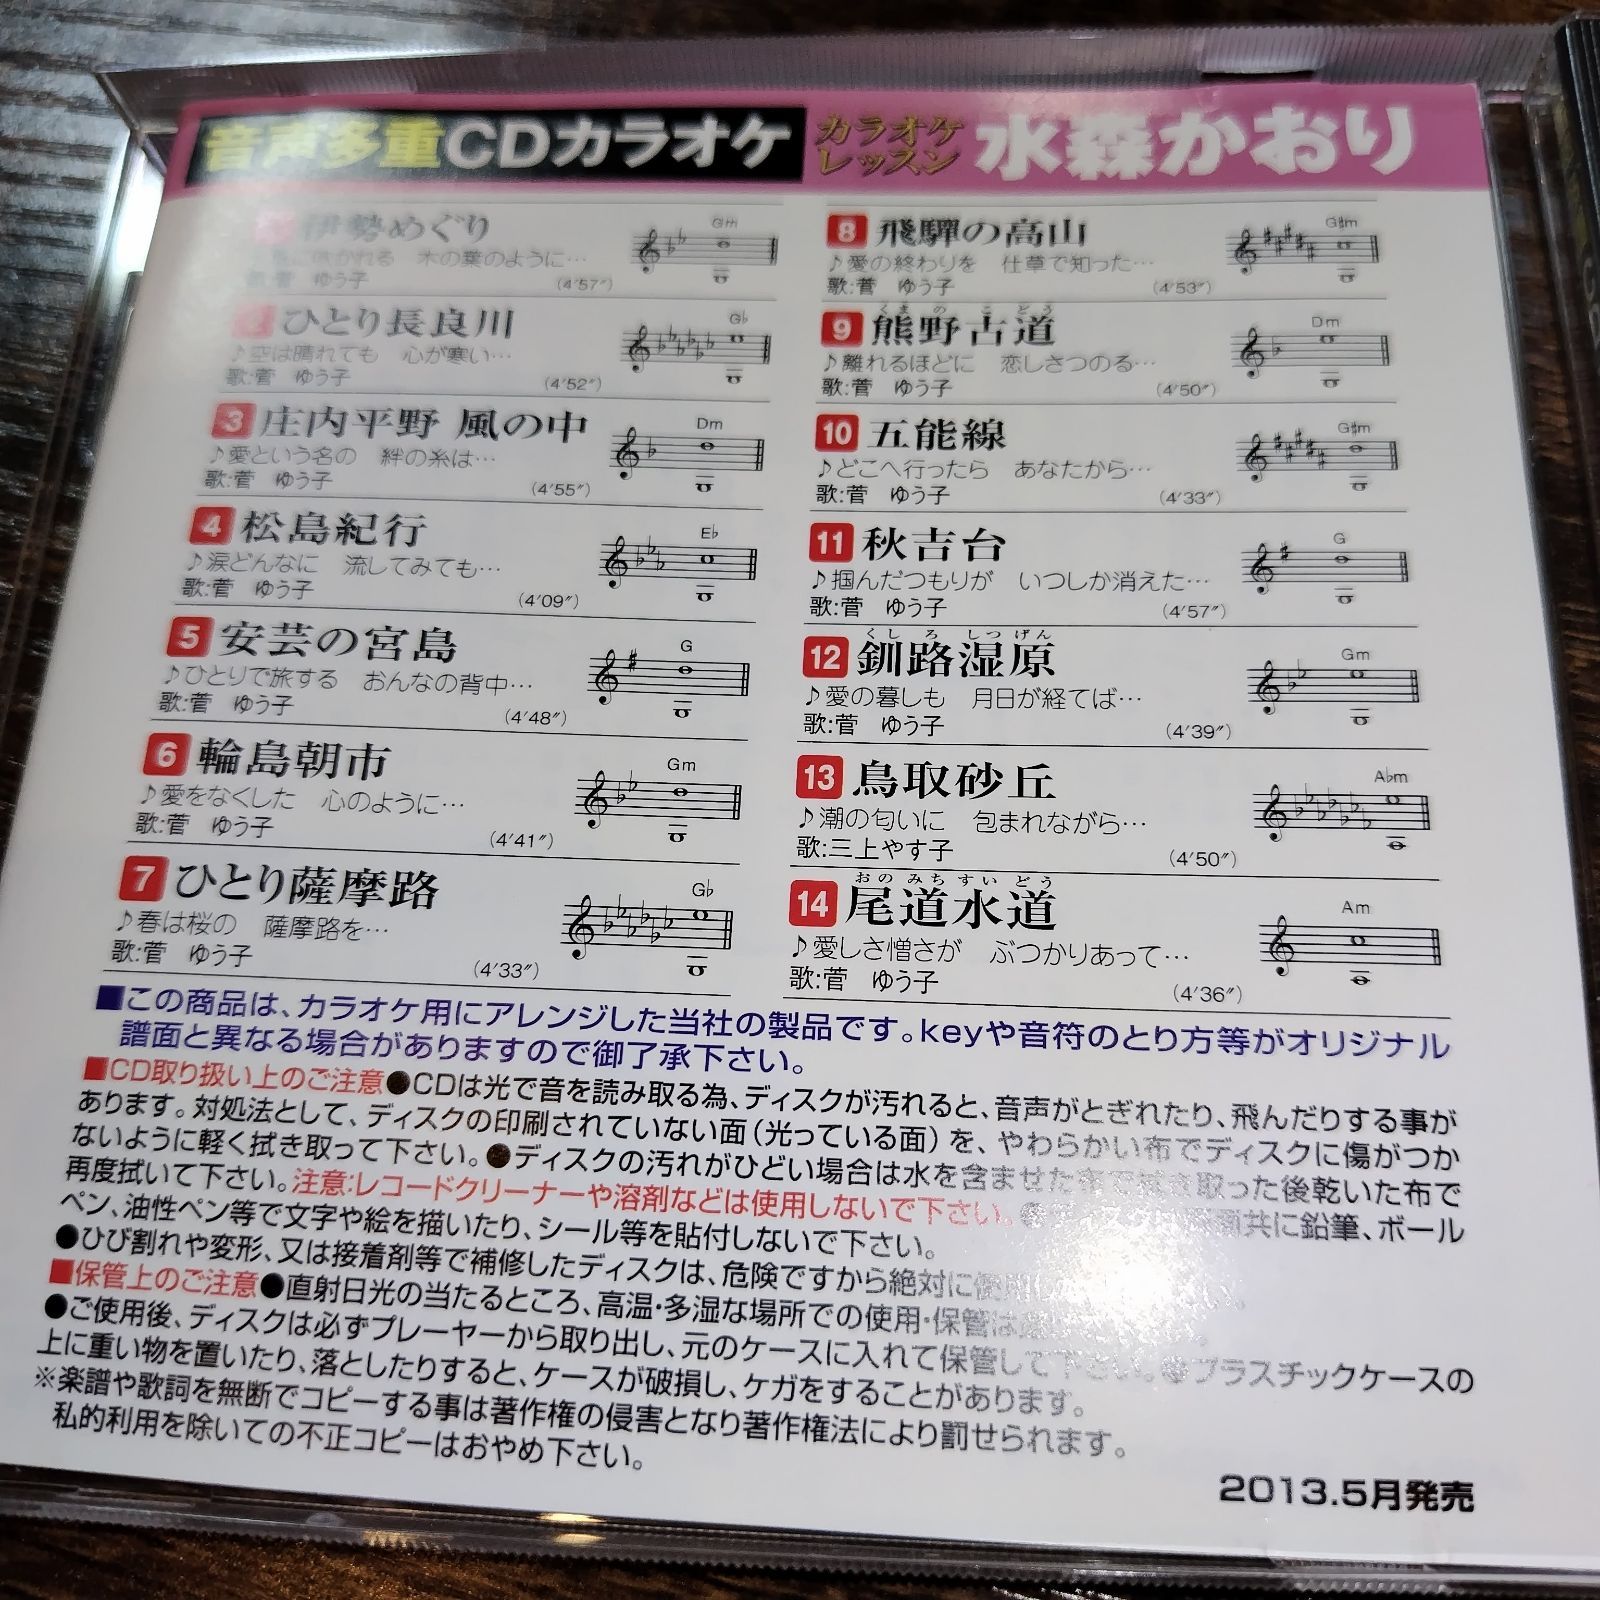 音声多重CDカラオケ
カラオケ
レッスン
水森かおり
伊勢めぐり
Gm
木の葉のように…
歌:菅 ゆう子
(4'57")
ひとり長良川
G♭
♪空は晴れても 心が寒い…
歌:菅 ゆう子
(4'52")
3 庄内平野 風の中
Dm
♪愛という名の 絆の糸は…
歌:菅 ゆう子
(4'55")
4 松島紀行
E♭
♪涙どんなに 流してみても…
歌:菅 ゆう子
(4'09")
5 安芸の宮島
G
♪ひとりで旅する おんなの背中…
歌:菅 ゆう子
(4'48")
6 輪島朝市
Gm
♪愛をなくした 心のように…
歌:菅 ゆう子
(4'41")
7 ひとり薩摩路
G♭
♪春は桜の 薩摩路を…
歌:菅 ゆう子
(4'33")
8 飛騨の高山
G♯m
♪愛の終わりを 仕草で知った…
歌:菅 ゆう子
(4'53")
くまのこどう
9 熊野古道
Dm
♪離れるほどに 恋しさつのる…
歌:菅 ゆう子
(4'50")
10 五能線
G♯m
♪どこへ行ったら あなたから…
歌:菅 ゆう子
(4'33")
11 秋吉台
G
♪掴んだつもりが いつしか消えた…
歌:菅 ゆう子
(4'57")
くしろしつげん
12 釧路湿原
Gm
♪愛の暮しも 月日が経てば…
歌:菅 ゆう子
(4'39")
13 鳥取砂丘
A♭m
♪潮の匂いに 包まれながら…
歌:三上やす子
(4'50")
おのみちすいどう
14 尾道水道
Am
♪愛しさ憎さが ぶつかりあって…
歌:菅 ゆう子
(4'36")
■この商品は、カラオケ用にアレンジした当社の製品です。keyや音符のとり方等がオリジナル
譜面と異なる場合がありますので御了承下さい。
■CD取り扱い上のご注意●CDは光で音を読み取る為、ディスクが汚れると、音声がとぎれたり、飛んだりする事が
あります。対処法として、ディスクの印刷されていない面(光っている面)を、やわらかい布でディスクに傷がつか
ないように軽く拭き取って下さい。●ディスクの汚れがひどい場合は水を含ませた布で拭き取った後乾いた布で
再度拭いて下さい。注意:レコードクリーナーや溶剤などは使用しないで下さい。 共に鉛筆、ボール
ペン、油性ペン等で文字や絵を描いたり、シール等を貼付しないで下さい。
●ひび割れや変形、又は接着剤等で補修したディスクは、危険ですから絶対に
■保管上のご注意●直射日光の当たるところ、高温・多湿な場所での使用・保管は
●ご使用後、ディスクは必ずプレーヤーから取り出し、元のケースに入れて保管して下さい。●プラスチックケースの
上に重い物を置いたり、落としたりすると、ケースが破損し、ケガをすることがあります。
※楽譜や歌詞を無断でコピーする事は著作権の侵害となり著作権法により罰せられます。
私的利用を除いての不正コピーはおやめ下さい。
2013.5月発売